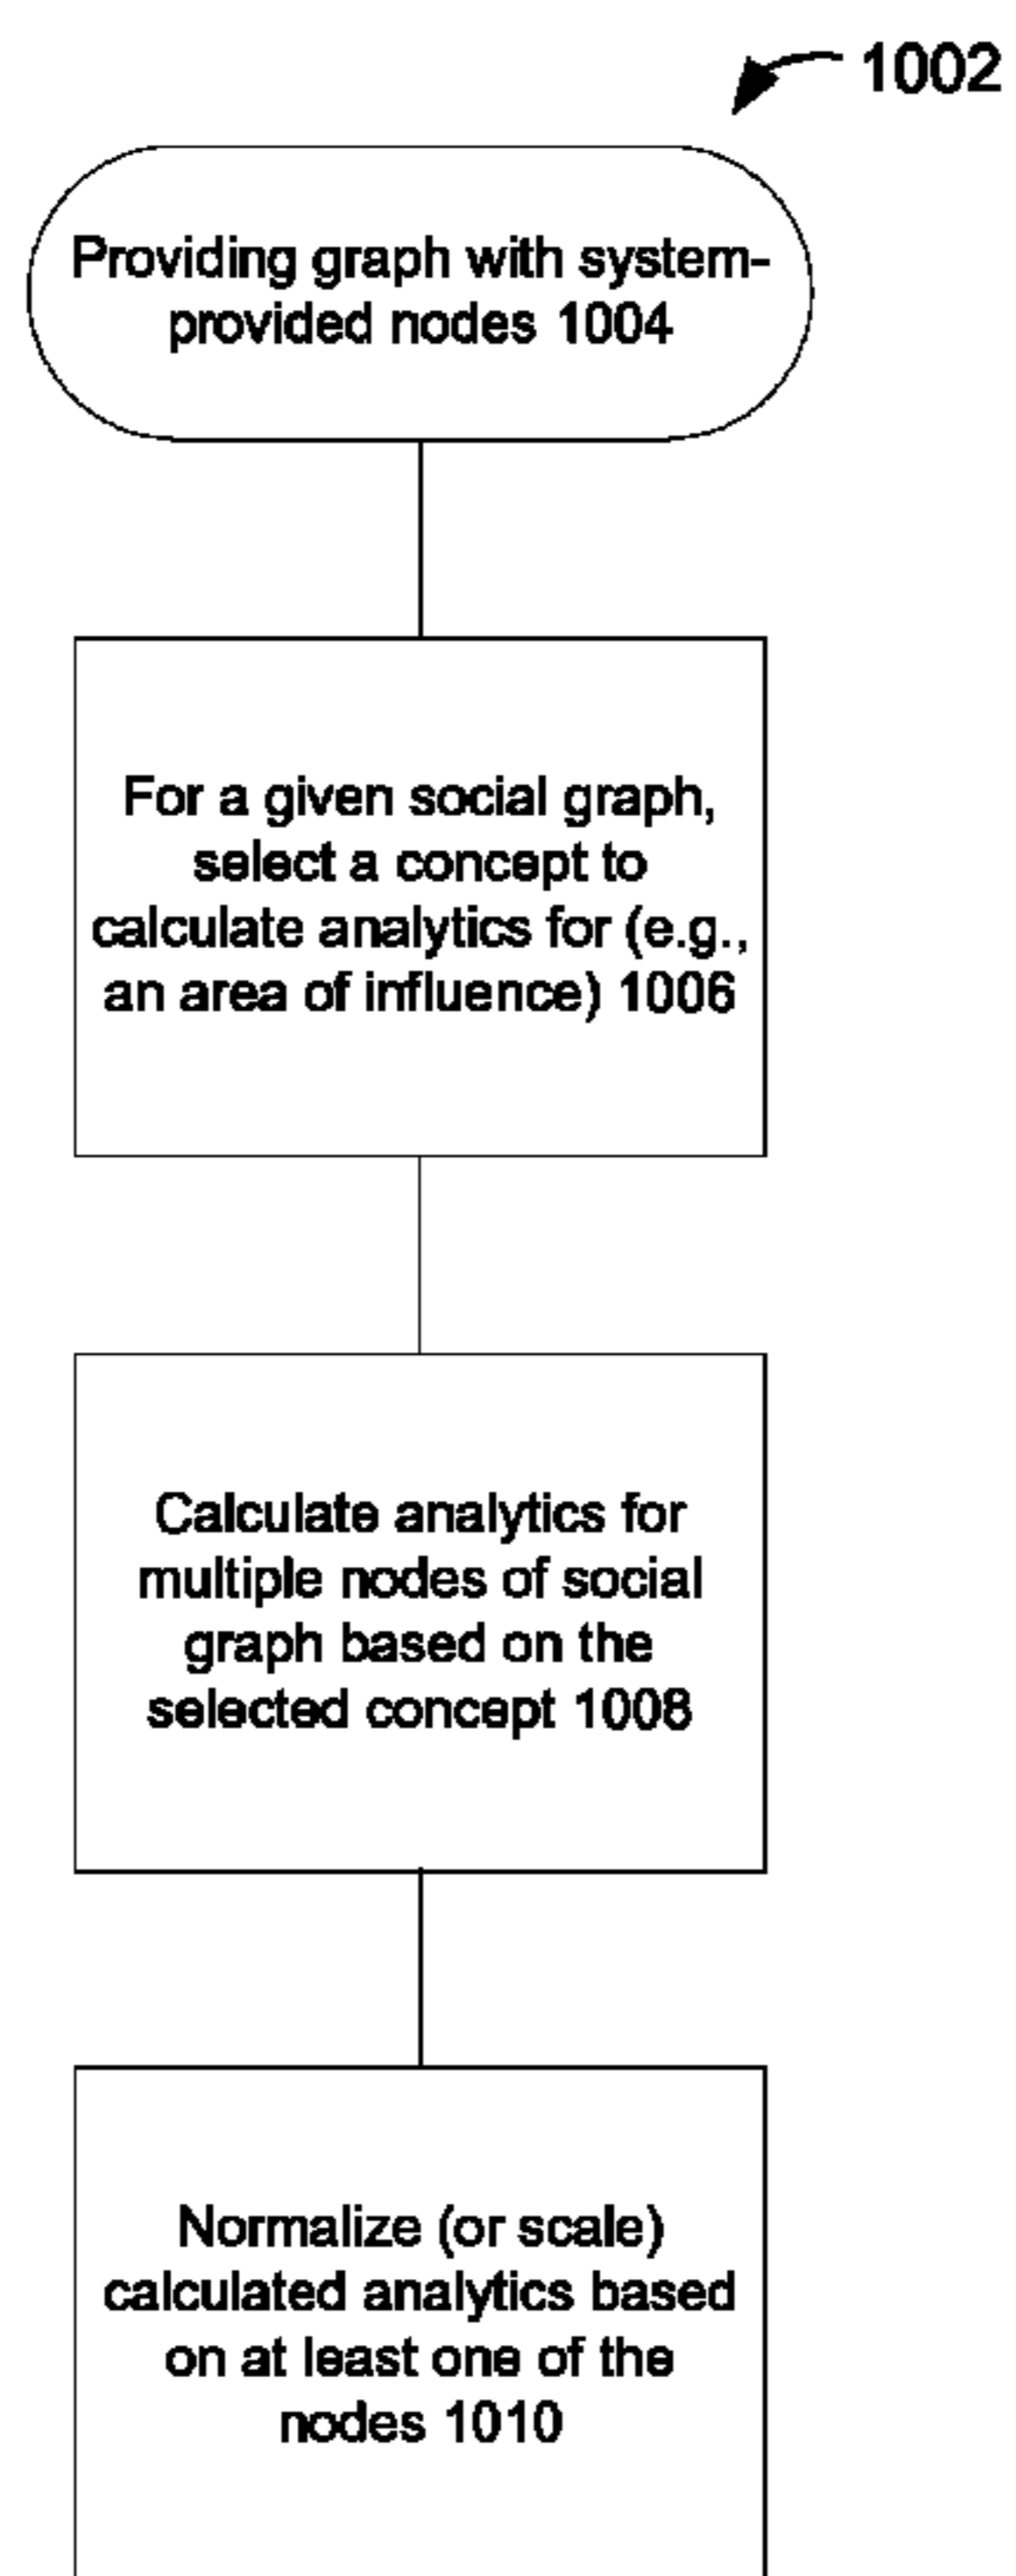 1002
Providing graph with system-
provided nodes 1004
For a given social graph,
select a concept to
calculate analytics for (e.g.,
an area of influence) 1006
Calculate analytics for
multiple nodes of social
graph based on the
selected concept 1008
Normalize (or scale)
calculated analytics based
on at least one of the
nodes 1010